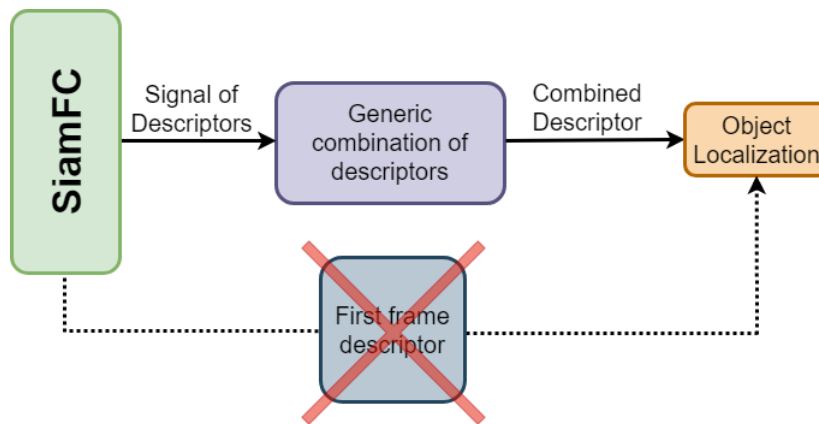 SiamFC
Signal of
Descriptors
Generic
combination of
descriptors
Combined
Descriptor
Object
Localization
First frame
descriptor